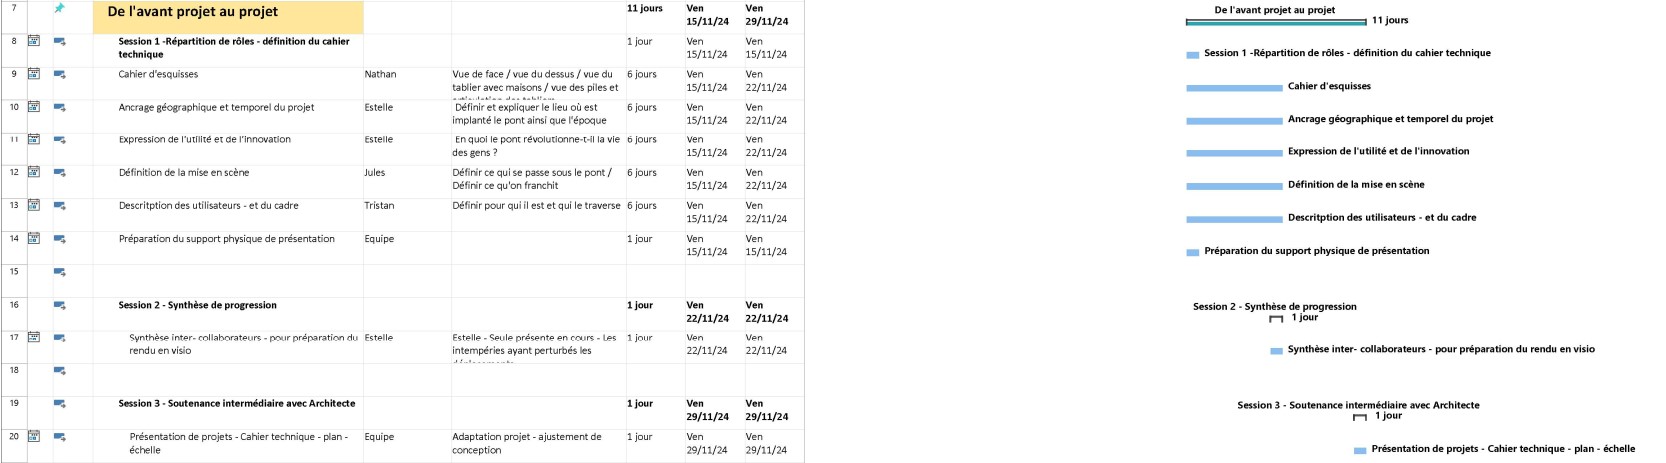 7 De l'avant projet au projet 11 jours Ven Ven
15/11/24 29/11/24
8 Session 1 -Répartition de rôles - définition du cahier 1 jour Ven Ven
technique 15/11/24 15/11/24
9 Cahier d'esquisses Nathan Vue de face / vue du dessus / vue du 6 jours Ven Ven
tablier avec maisons / vue des piles et 15/11/24 22/11/24
10 Ancrage géographique et temporel du projet Estelle Définir et expliquer le lieu où est 6 jours Ven Ven
implanté le pont ainsi que l'époque 15/11/24 22/11/24
11 Expression de l'utilité et de l'innovation Estelle En quoi le pont révolutionne-t-il la vie 6 jours Ven Ven
des gens ? 15/11/24 22/11/24
12 Définition de la mise en scène Jules Définir ce qui se passe sous le pont / 6 jours Ven Ven
Définir ce qu'on franchit 15/11/24 22/11/24
13 Descritption des utilisateurs - et du cadre Tristan Définir pour qui il est et qui le traverse 6 jours Ven Ven
15/11/24 22/11/24
14 Préparation du support physique de présentation Equipe 1 jour Ven Ven
15/11/24 15/11/24
15
16 Session 2 - Synthèse de progression 1 jour Ven Ven
22/11/24 22/11/24
17 Synthèse inter- collaborateurs - pour préparation du Estelle Estelle - Seule présente en cours - Les 1 jour Ven Ven
rendu en visio intempéries ayant perturbés les 22/11/24 22/11/24
18
19 Session 3 - Soutenance intermédiaire avec Architecte 1 jour Ven Ven
29/11/24 29/11/24
20 Présentation de projets - Cahier technique - plan - Equipe Adaptation projet - ajustement de 1 jour Ven Ven
échelle conception 29/11/24 29/11/24
De l'avant projet au projet
11 jours
Session 1 -Répartition de rôles - définition du cahier technique
Cahier d'esquisses
Ancrage géographique et temporel du projet
Expression de l'utilité et de l'innovation
Définition de la mise en scène
Descritption des utilisateurs - et du cadre
Préparation du support physique de présentation
Session 2 - Synthèse de progression
1 jour
Synthèse inter- collaborateurs - pour préparation du rendu en visio
Session 3 - Soutenance intermédiaire avec Architecte
1 jour
Présentation de projets - Cahier technique - plan - échelle